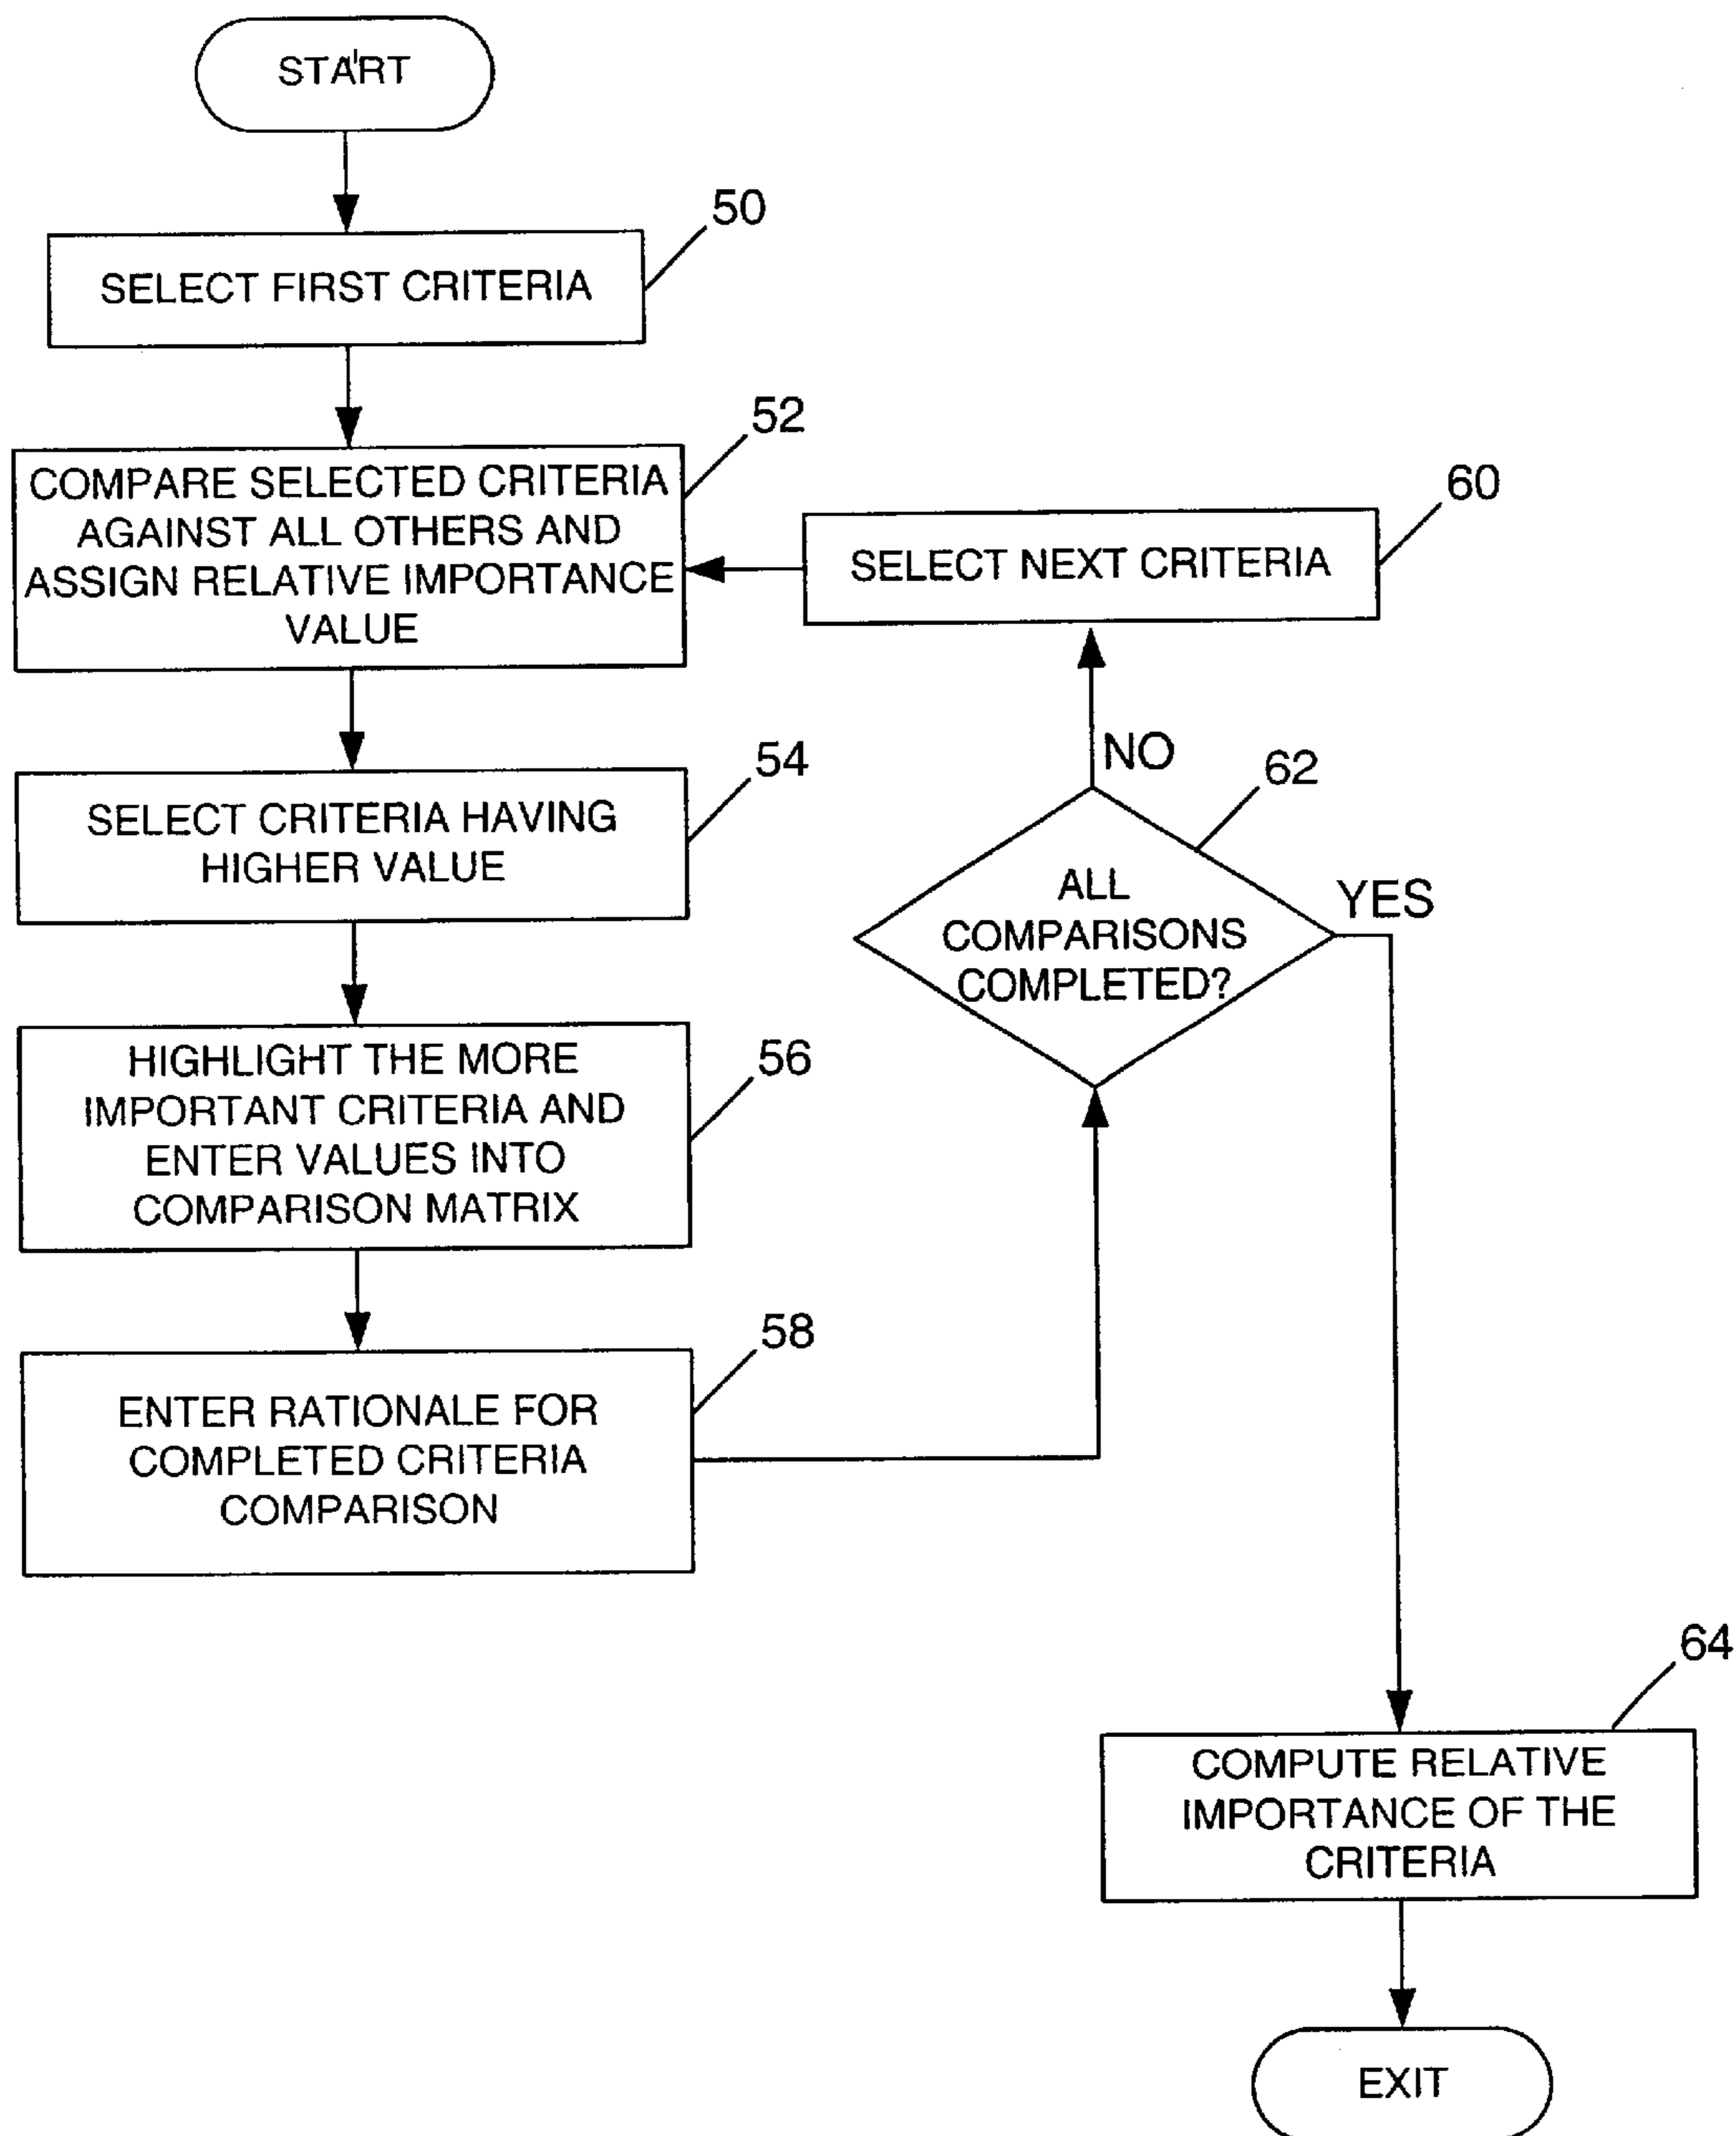 START
50
SELECT FIRST CRITERIA
52
COMPARE SELECTED CRITERIA
AGAINST ALL OTHERS AND
ASSIGN RELATIVE IMPORTANCE
VALUE
60
SELECT NEXT CRITERIA
54
SELECT CRITERIA HAVING
HIGHER VALUE
NO
62
ALL
COMPARISONS
COMPLETED?
YES
56
HIGHLIGHT THE MORE
IMPORTANT CRITERIA AND
ENTER VALUES INTO
COMPARISON MATRIX
58
ENTER RATIONALE FOR
COMPLETED CRITERIA
COMPARISON
64
COMPUTE RELATIVE
IMPORTANCE OF THE
CRITERIA
EXIT